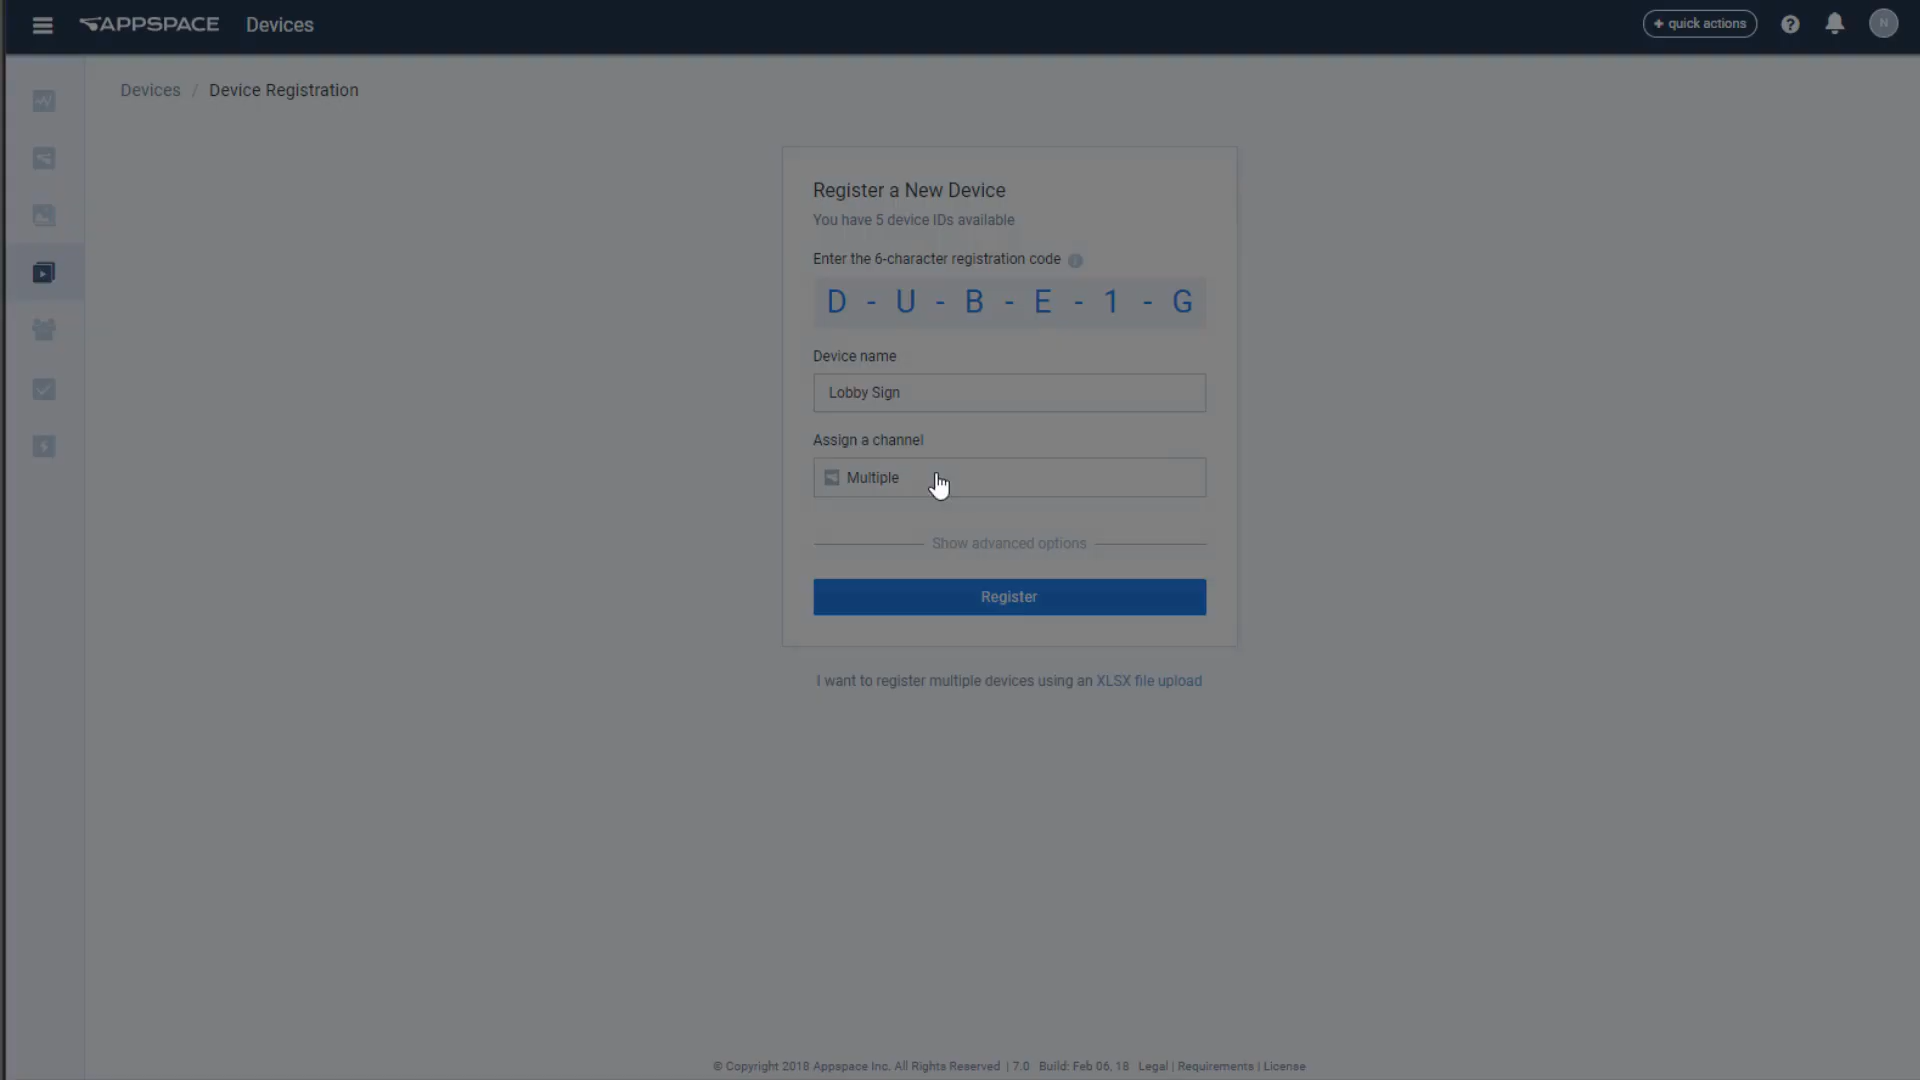 APPSPACE
Devices
+ quick actions
?
N
Devices / Device Registration
Register a New Device
You have 5 device IDs available
Enter the 6-character registration code
D - U - B - E - 1 - G
Device name
Lobby Sign
Assign a channel
Multiple
Show advanced options
Register
I want to register multiple devices using an XLSX file upload
© Copyright 2018 Appspace Inc. All Rights Reserved | 7.0 Build: Feb 06, 18 Legal | Requirements | License